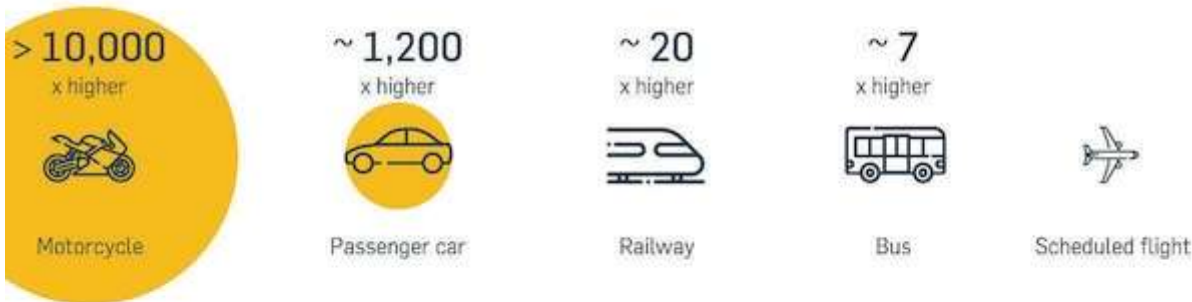 > 10,000
x higher
Motorcycle
~ 1,200
x higher
Passenger car
~ 20
x higher
Railway
~ 7
x higher
Bus
Scheduled flight